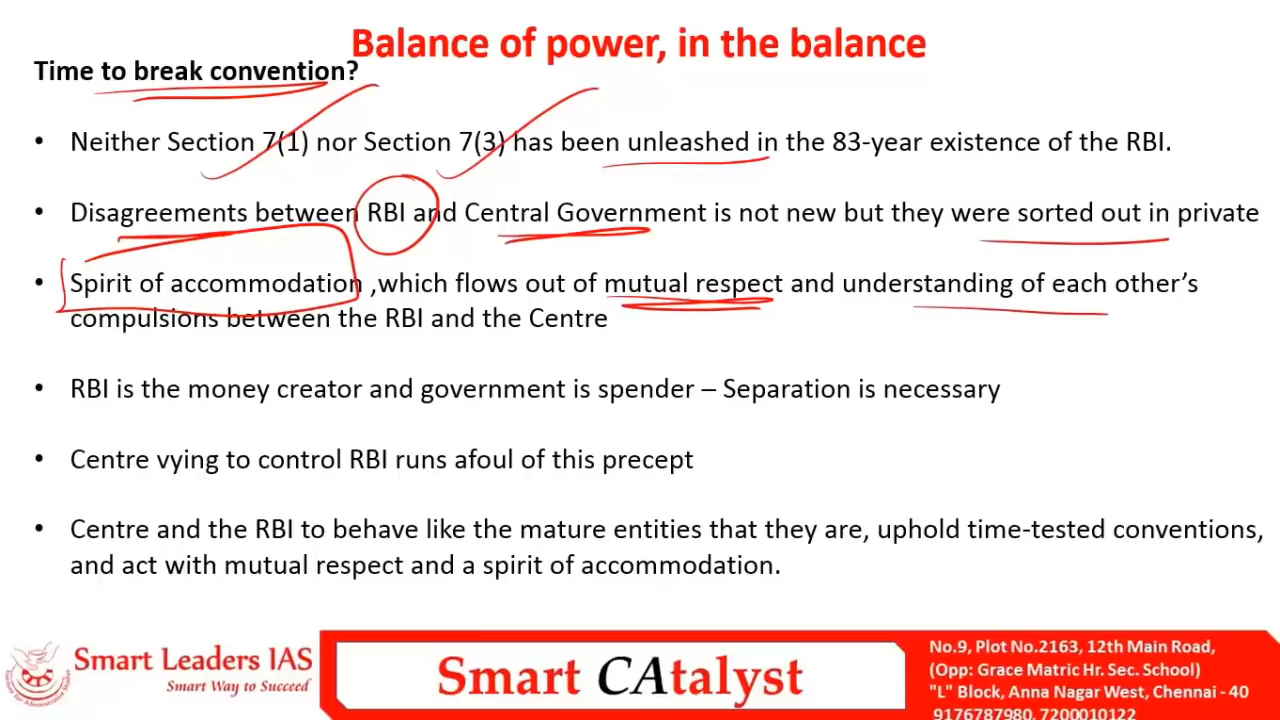 Balance of power, in the balance
Time to break convention?
• Neither Section 7(1) nor Section 7(3) has been unleashed in the 83-year existence of the RBI.
• Disagreements between RBI and Central Government is not new but they were sorted out in private
• Spirit of accommodation ,which flows out of mutual respect and understanding of each other’s
compulsions between the RBI and the Centre
• RBI is the money creator and government is spender – Separation is necessary
• Centre vying to control RBI runs afoul of this precept
• Centre and the RBI to behave like the mature entities that they are, uphold time-tested conventions,
and act with mutual respect and a spirit of accommodation.
Smart Leaders IAS
Smart Way to Succeed
Smart CAtalyst
No.9, Plot No.2163, 12th Main Road,
(Opp: Grace Matric Hr. Sec. School)
"L" Block, Anna Nagar West, Chennai - 40
9176787980, 7200010122